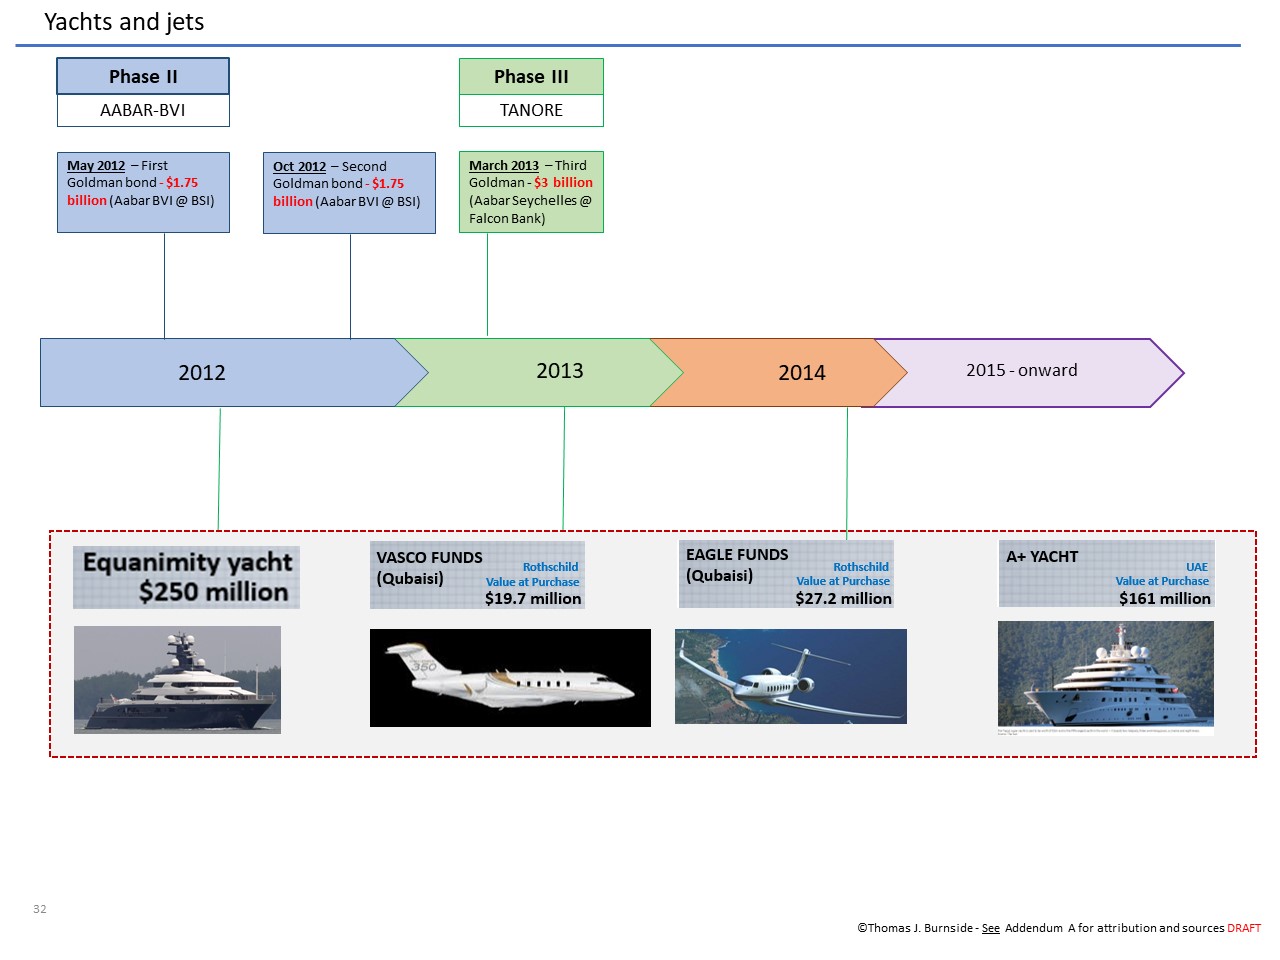 Yachts and jets
Phase II
AABAR-BVI
Phase III
TANORE
May 2012 – First
Goldman bond - $1.75
billion (Aabar BVI @ BSI)
Oct 2012 – Second
Goldman bond - $1.75
billion (Aabar BVI @ BSI)
March 2013 – Third
Goldman - $3 billion
(Aabar Seychelles @
Falcon Bank)
2012
2013
2014
2015 - onward
Equanimity yacht
$250 million
VASCO FUNDS
(Qubaisi)
Rothschild
Value at Purchase
$19.7 million
EAGLE FUNDS
(Qubaisi)
Rothschild
Value at Purchase
$27.2 million
A+ YACHT
UAE
Value at Purchase
$161 million
350
32
©Thomas J. Burnside - See Addendum A for attribution and sources DRAFT